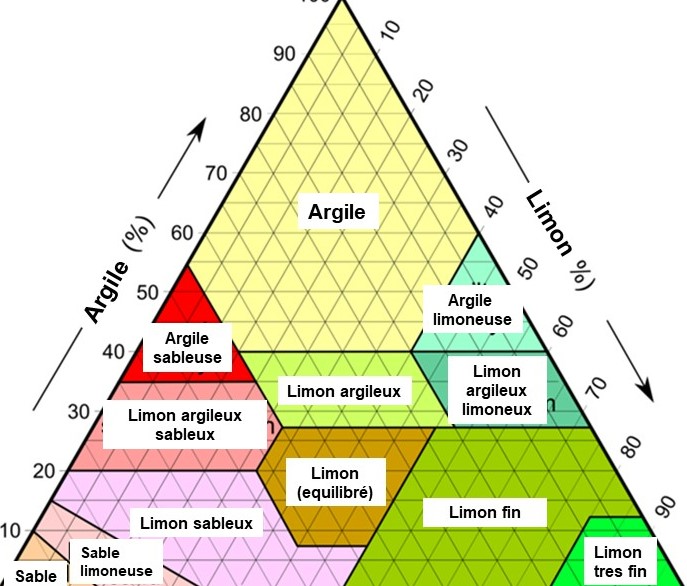 100
10
90
20
80
30
70
Argile
40
60
Limon %)
Argile (%)
50
50
Argile
limoneuse
Argile
sableuse
60
40
Limon
argileux
limoneux
Limon argileux
70
30
Limon argileux
sableux
80
20
Limon
(equilibré)
90
Limon fin
Limon sableux
10
Sable
limoneuse
Limon
tres fin
Sable